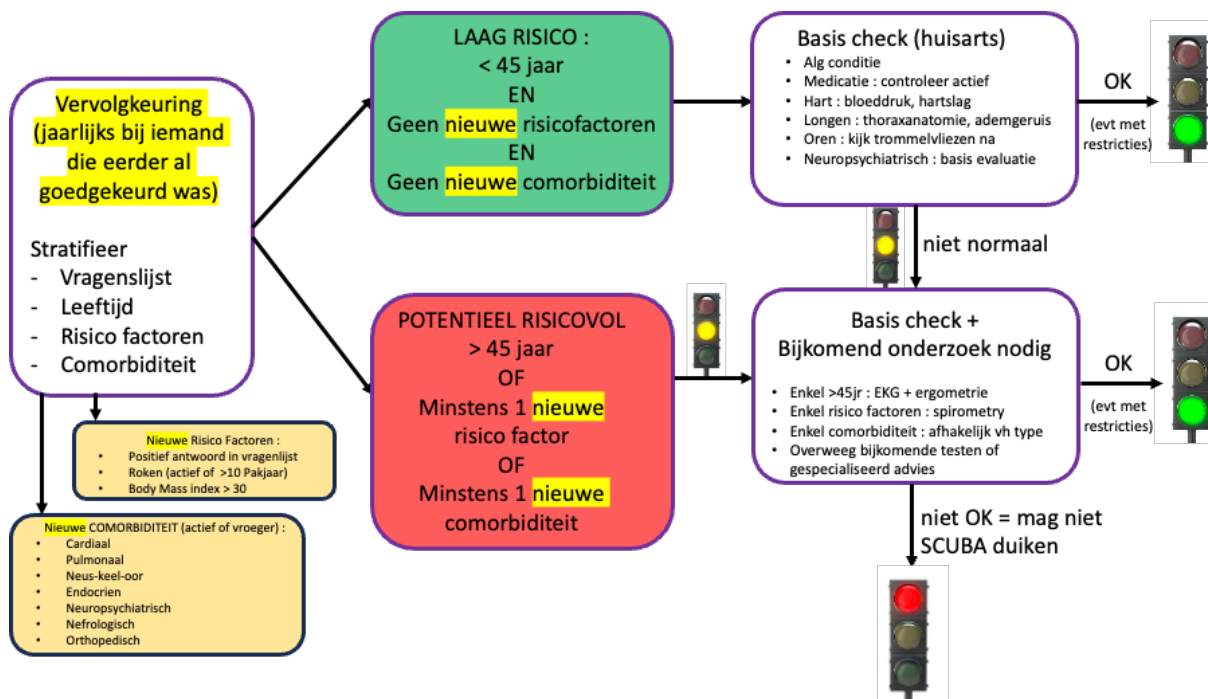 Vervolgkeuring
(jaarlijks bij iemand
die eerder al
goedgekeurd was)
Stratifieer
- Vragenslijst
- Leeftijd
- Risico factoren
- Comorbiditeit
Nieuwe Risico Factoren :
• Positief antwoord in vragenlijst
• Roken (actief of >10 Pakjaar)
• Body Mass index > 30
Nieuwe COMORBIDITEIT (actief of vroeger) :
• Cardiaal
• Pulmonaal
• Neus-keel-oor
• Endocrien
• Neuropsychiatrisch
• Nefrologisch
• Orthopedisch
LAAG RISICO :
< 45 jaar
EN
Geen nieuwe risicofactoren
EN
Geen nieuwe comorbiditeit
POTENTIEEL RISICOVOL
> 45 jaar
OF
Minstens 1 nieuwe
risico factor
OF
Minstens 1 nieuwe
comorbiditeit
Basis check (huisarts)
• Alg conditie
• Medicatie : controleer actief
• Hart : bloeddruk, hartslag
• Longen : thoraxanatomie, ademgeruis
• Oren : kijk trommelvliezen na
• Neuropsychiatrisch : basis evaluatie
OK
(evt met
restricties)
niet normaal
Basis check +
Bijkomend onderzoek nodig
• Enkel >45jr : EKG + ergometrie
• Enkel risico factoren : spirometry
• Enkel comorbiditeit : afhakelijk vh type
• Overweeg bijkomende testen of
gespecialiseerd advies
OK
(evt met
restricties)
niet OK = mag niet
SCUBA duiken